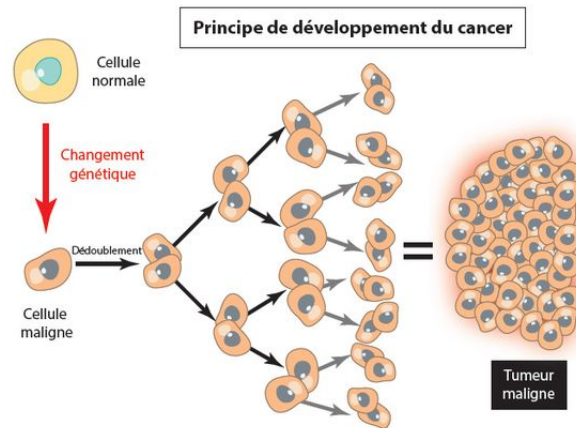 Principe de développement du cancer
Cellule
normale
Changement
génétique
Dédoublement
Cellule
maligne
=
Tumeur
maligne